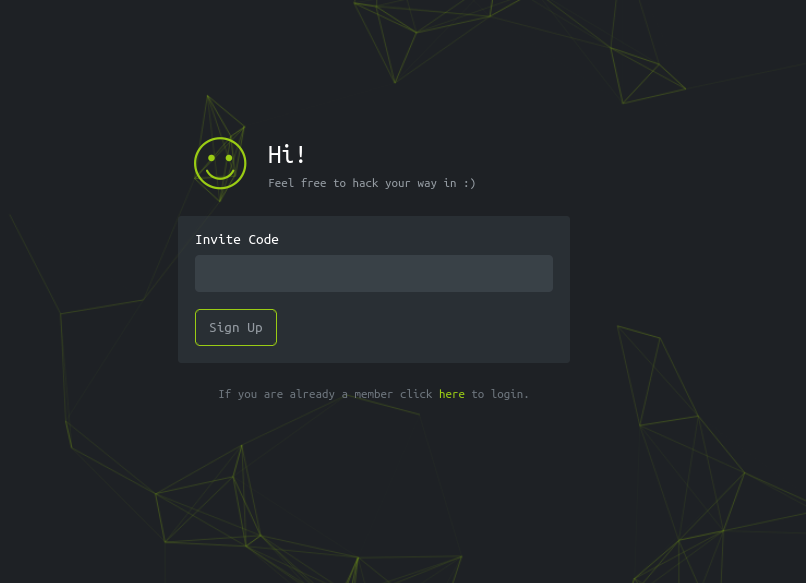 Hi!
Feel free to hack your way in :)
Invite Code
Sign Up
If you are already a member click here to login.